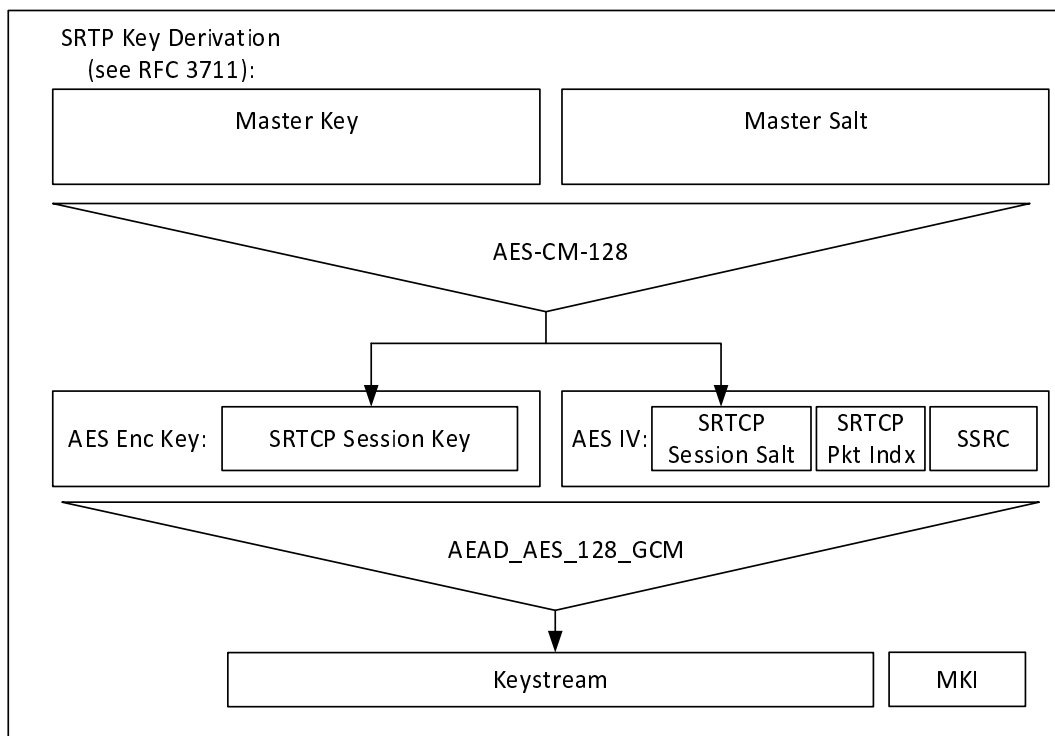 SRTP Key Derivation
(see RFC 3711):
Master Key
Master Salt
AES-CM-128
AES Enc Key:
SRTCP Session Key
AES IV:
SRTCP
Session Salt
SRTCP
Pkt Indx
SSRC
AEAD_AES_128_GCM
Keystream
MKI